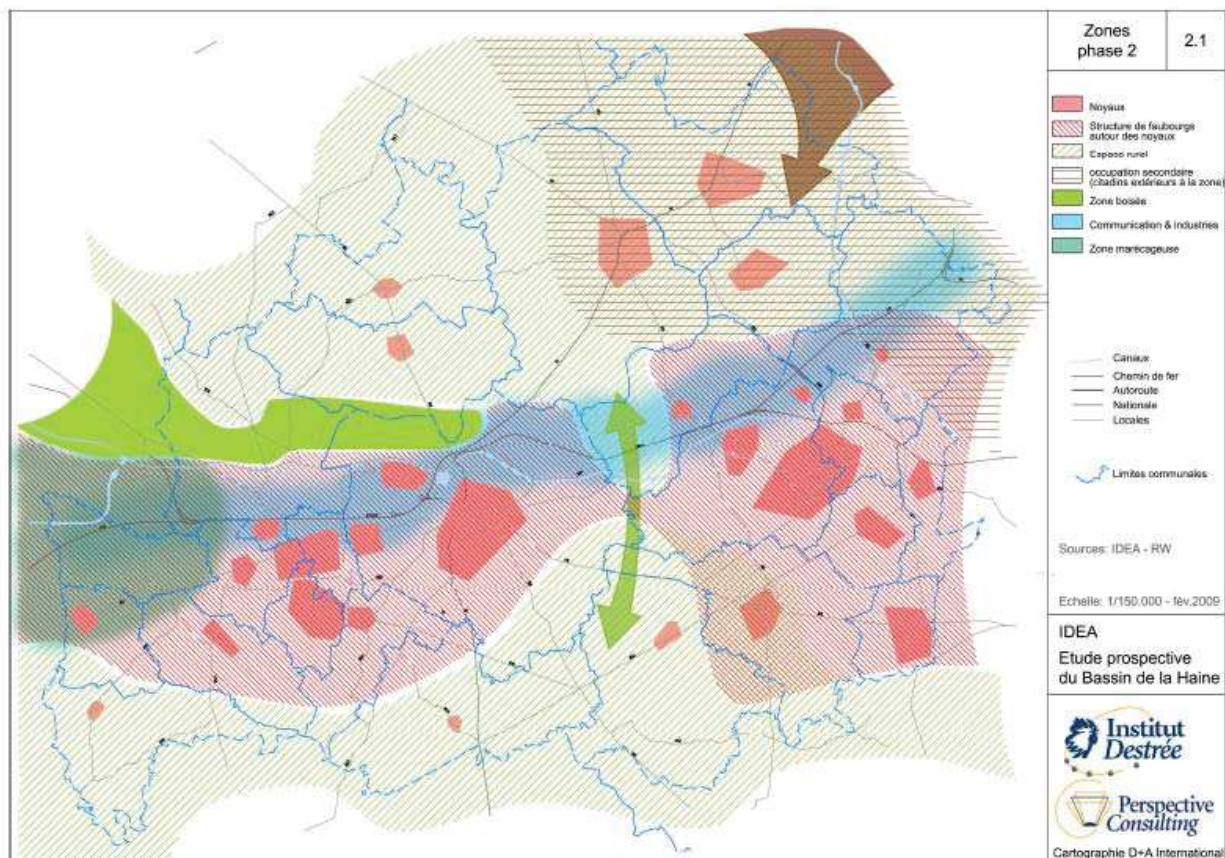 Zones
phase 2
2.1
Noyaux
Structure de faubourgs
autour des noyaux
Espace rural
occupation secondaire
(citadins extérieurs à la zone)
Zone boisée
Communication & industries
Zone marécageuse
Canaux
Chemin de fer
Autoroute
Nationale
Locales
Limites communales
Sources: IDEA - RW
Echelle: 1/150.000 - fév.2009
IDEA
Etude prospective
du Bassin de la Haine
Institut
Destrée
Perspective
Consulting
Cartographie D+A International